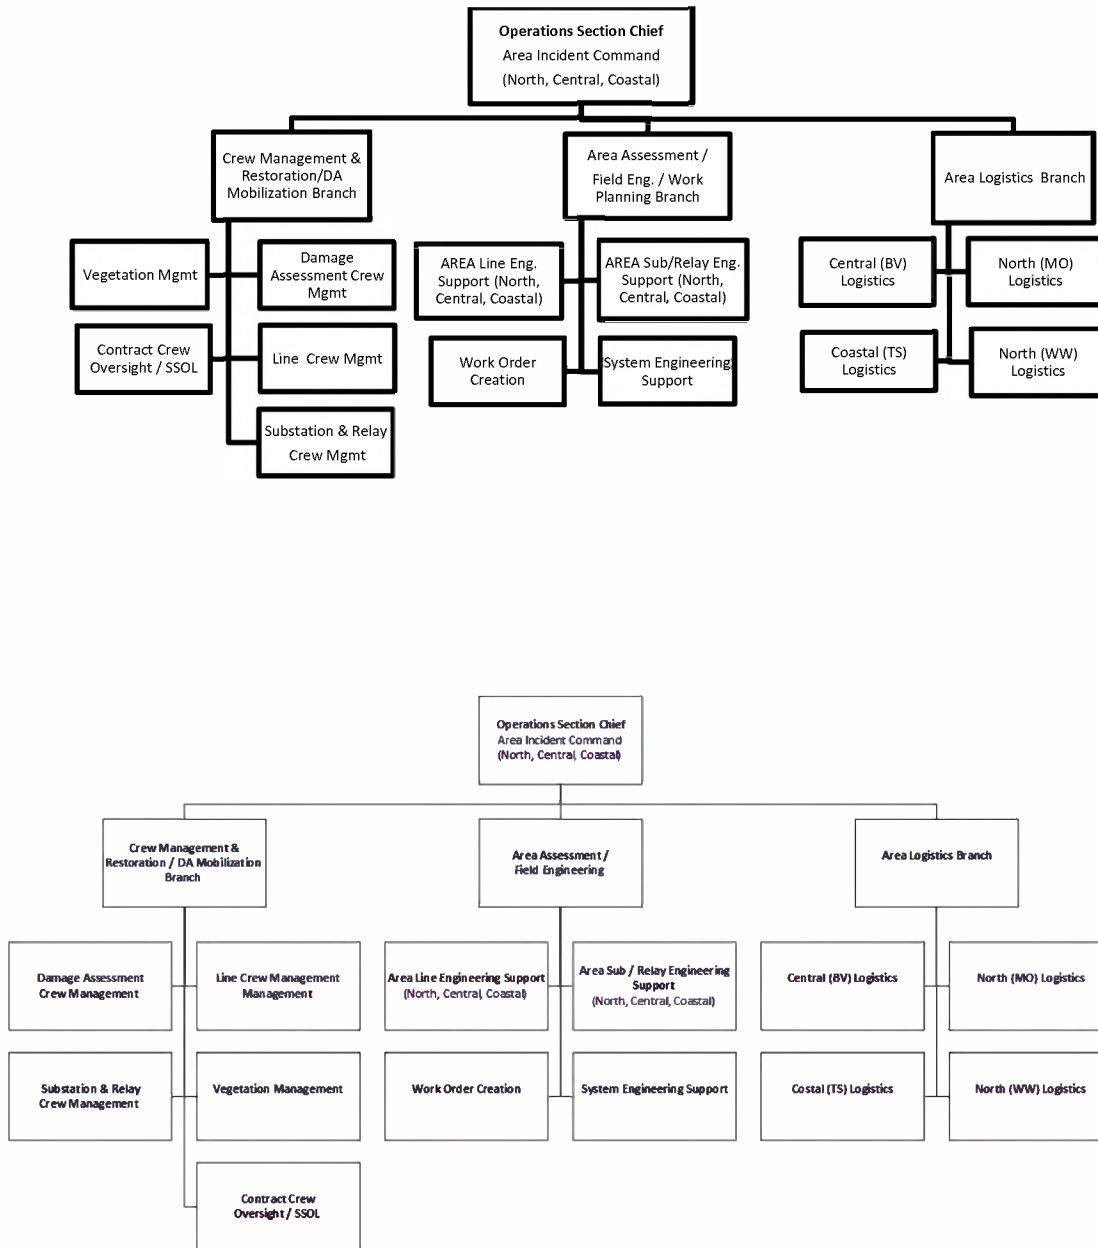 Operations Section Chief
Area Incident Command
(North, Central, Coastal)
Crew Management &
Restoration/DA
Mobilization Branch
Area Assessment /
Field Eng. / Work
Planning Branch
Area Logistics Branch
Vegetation Mgmt
Damage
Assessment Crew
Mgmt
AREA Line Eng.
Support (North,
Central, Coastal)
AREA Sub/Relay Eng.
Support (North,
Central, Coastal)
Central (BV)
Logistics
North (MO)
Logistics
Contract Crew
Oversight / SSOL
Line Crew Mgmt
Work Order
Creation
System Engineering
Support
Coastal (TS)
Logistics
North (WW)
Logistics
Substation & Relay
Crew Mgmt
Operations Section Chief
Area Incident Command
(North, Central, Coastal)
Crew Management &
Restoration / DA Mobilization
Branch
Area Assessment /
Field Engineering
Area Logistics Branch
Damage Assessment
Crew Management
Line Crew Management
Management
Area Line Engineering Support
(North, Central, Coastal)
Area Sub / Relay Engineering
Support
(North, Central, Coastal)
Central (BV) Logistics
North (MO) Logistics
Substation & Relay
Crew Management
Vegetation Management
Work Order Creation
System Engineering Support
Costal (TS) Logistics
North (WW) Logistics
Contract Crew
Oversight / SSOL